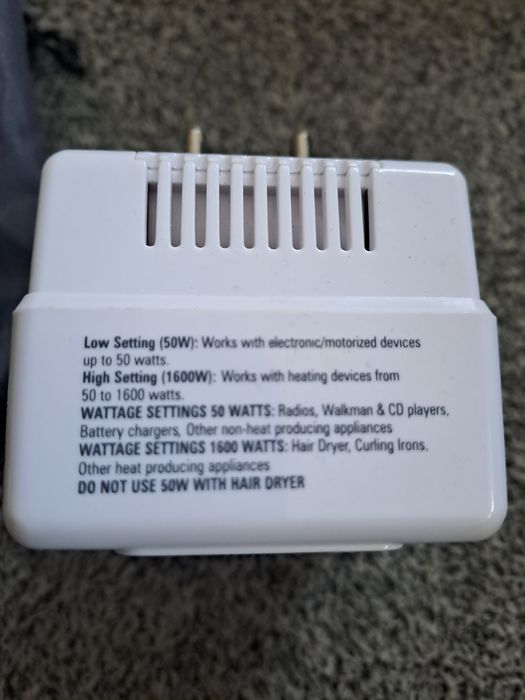 Low Setting (50W): Works with electronic/motorized devices
up to 50 watts.
High Setting (1600W): Works with heating devices from
50 to 1600 watts.
WATTAGE SETTINGS 50 WATTS: Radios, Walkman & CD players,
Battery chargers, Other non-heat producing appliances
WATTAGE SETTINGS 1600 WATTS: Hair Dryer, Curling Irons,
Other heat producing appliances
DO NOT USE 50W WITH HAIR DRYER